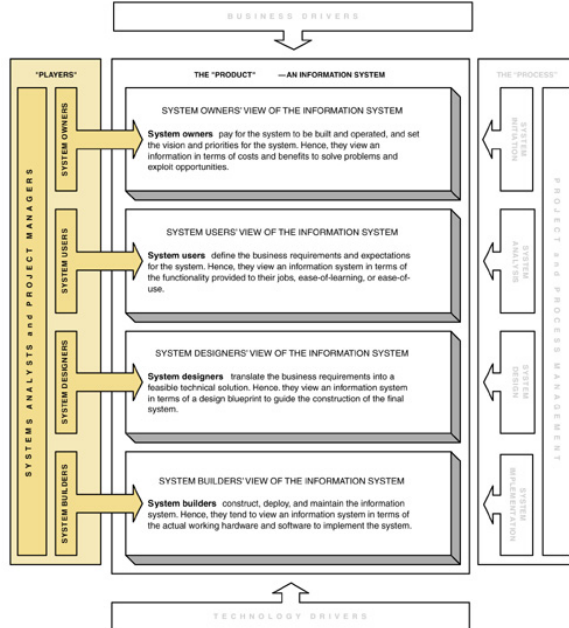 BUSINESS DRIVERS
"PLAYERS"
THE "PRODUCT" —AN INFORMATION SYSTEM
THE "PROCESS"
SYSTEMS ANALYSTS and PROJECT MANAGERS
SYSTEM OWNERS
SYSTEM OWNERS' VIEW OF THE INFORMATION SYSTEM
System owners pay for the system to be built and operated, and set
the vision and priorities for the system. Hence, they view an
information in terms of costs and benefits to solve problems and
exploit opportunities.
SYSTEM
INITIATION
SYSTEM USERS
SYSTEM USERS' VIEW OF THE INFORMATION SYSTEM
System users define the business requirements and expectations
for the system. Hence, they view an information system in terms of
the functionality provided to their jobs, ease-of-learning, or ease-of-
use.
SYSTEM
ANALYSIS
SYSTEM DESIGNERS
SYSTEM DESIGNERS' VIEW OF THE INFORMATION SYSTEM
System designers translate the business requirements into a
feasible technical solution. Hence. they view an information system
in terms of a design blueprint to guide the construction of the final
system.
SYSTEM
DESIGN
SYSTEM BUILDERS
SYSTEM BUILDERS' VIEW OF THE INFORMATION SYSTEM
System builders construct, deploy, and maintain the information
system. Hence, they tend to view an information system in terms of
the actual working hardware and software to implement the system.
SYSTEM
IMPLEMENTATION
PROJECT and PROCESS MANAGEMENT
TECHNOLOGY DRIVERS